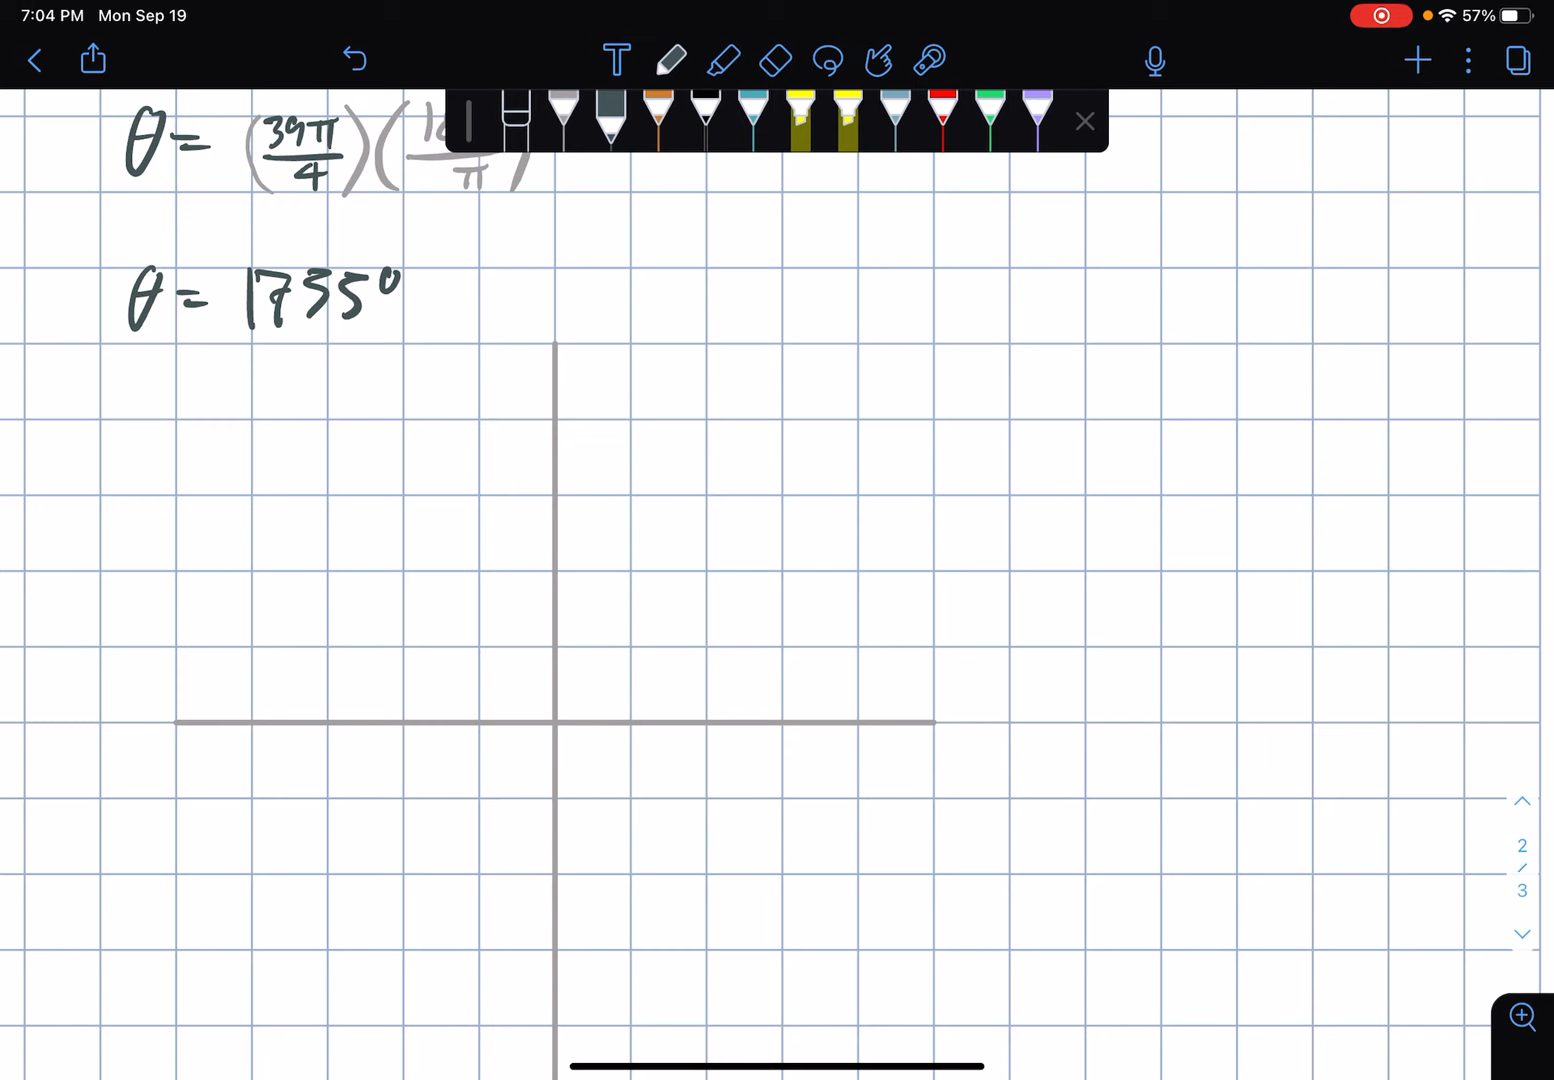 7:04 PM Mon Sep 19
57%
T
θ = (39π/4)( /π)
θ = 1755°
2
/
3